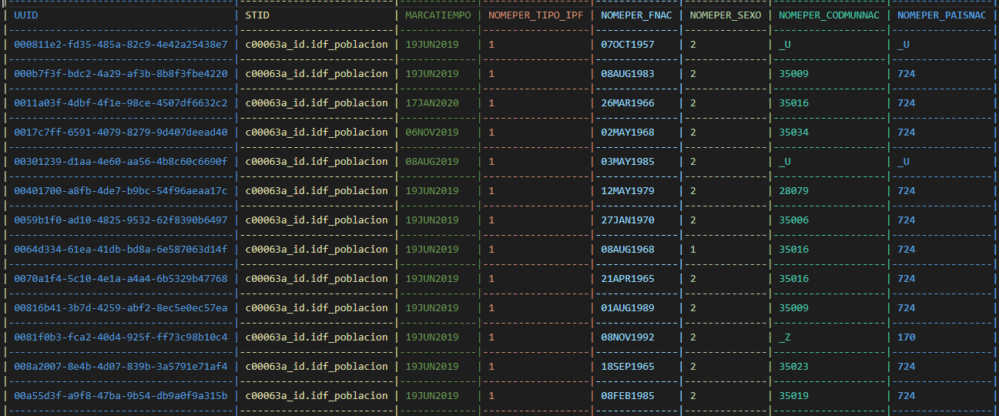 | UUID | STID | MARCATIEMPO | NOMEPER_TIPO_IPF | NOMEPER_FNAC | NOMEPER_SEXO | NOMEPER_CODMUNNAC | NOMEPER_PAISNAC |
| 000811e2-fd35-485a-82c9-4e42a25438e7 | c00063a_id.idf_poblacion | 19JUN2019 | 1 | 07OCT1957 | 2 | _U | _U |
| 000b7f3f-bdc2-4a29-af3b-8b8f3fbe4220 | c00063a_id.idf_poblacion | 19JUN2019 | 1 | 08AUG1983 | 2 | 35009 | 724 |
| 0011a03f-4dbf-4f1e-98ce-4507df6632c2 | c00063a_id.idf_poblacion | 17JAN2020 | 1 | 26MAR1966 | 2 | 35016 | 724 |
| 0017c7ff-6591-4079-8279-9d407deead40 | c00063a_id.idf_poblacion | 06NOV2019 | 1 | 02MAY1968 | 2 | 35034 | 724 |
| 00301239-d1aa-4e60-aa56-4b8c60c6690f | c00063a_id.idf_poblacion | 08AUG2019 | 1 | 03MAY1985 | 2 | _U | _U |
| 00401700-a8fb-4de7-b9bc-54f96aeaa17c | c00063a_id.idf_poblacion | 19JUN2019 | 1 | 12MAY1979 | 2 | 28079 | 724 |
| 0059b1f0-ad10-4825-9532-62f8390b6497 | c00063a_id.idf_poblacion | 19JUN2019 | 1 | 27JAN1970 | 2 | 35006 | 724 |
| 0064d334-61ea-41db-bd8a-6e587063d14f | c00063a_id.idf_poblacion | 19JUN2019 | 1 | 08AUG1968 | 1 | 35016 | 724 |
| 0070a1f4-5c10-4e1a-a4a4-6b5329b47768 | c00063a_id.idf_poblacion | 19JUN2019 | 1 | 21APR1965 | 2 | 35016 | 724 |
| 00816b41-3b7d-4259-abf2-8ec5e0ec57ea | c00063a_id.idf_poblacion | 19JUN2019 | 1 | 01AUG1989 | 2 | 35009 | 724 |
| 0081f0b3-fca2-40d4-925f-ff73c98b10c4 | c00063a_id.idf_poblacion | 19JUN2019 | 1 | 08NOV1992 | 2 | _Z | 170 |
| 008a2007-8e4b-4d07-839b-3a5791e71af4 | c00063a_id.idf_poblacion | 19JUN2019 | 1 | 18SEP1965 | 2 | 35023 | 724 |
| 00a55d3f-a9f8-47ba-9b54-db9a0f9a315b | c00063a_id.idf_poblacion | 19JUN2019 | 1 | 08FEB1985 | 2 | 35019 | 724 |